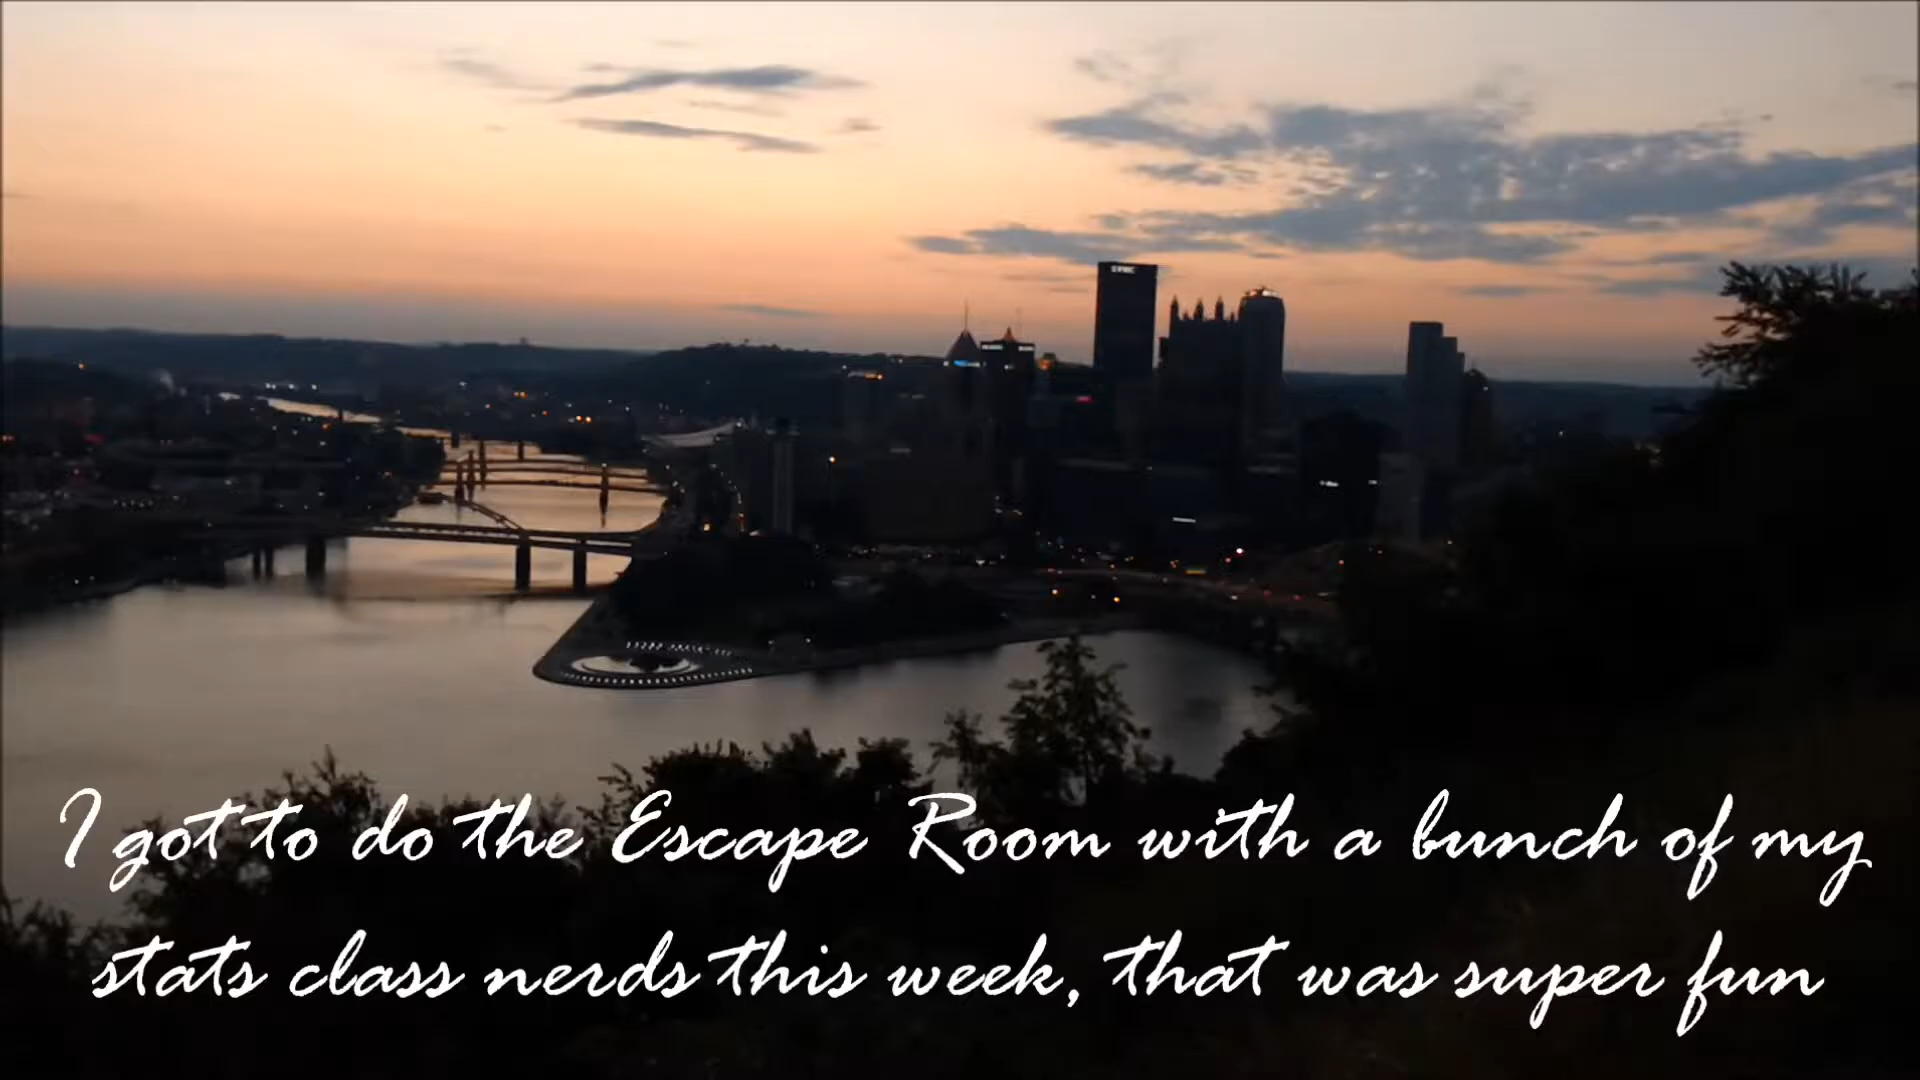 UPMC
I got to do the Escape Room with a bunch of my
stats class nerds this week, that was super fun